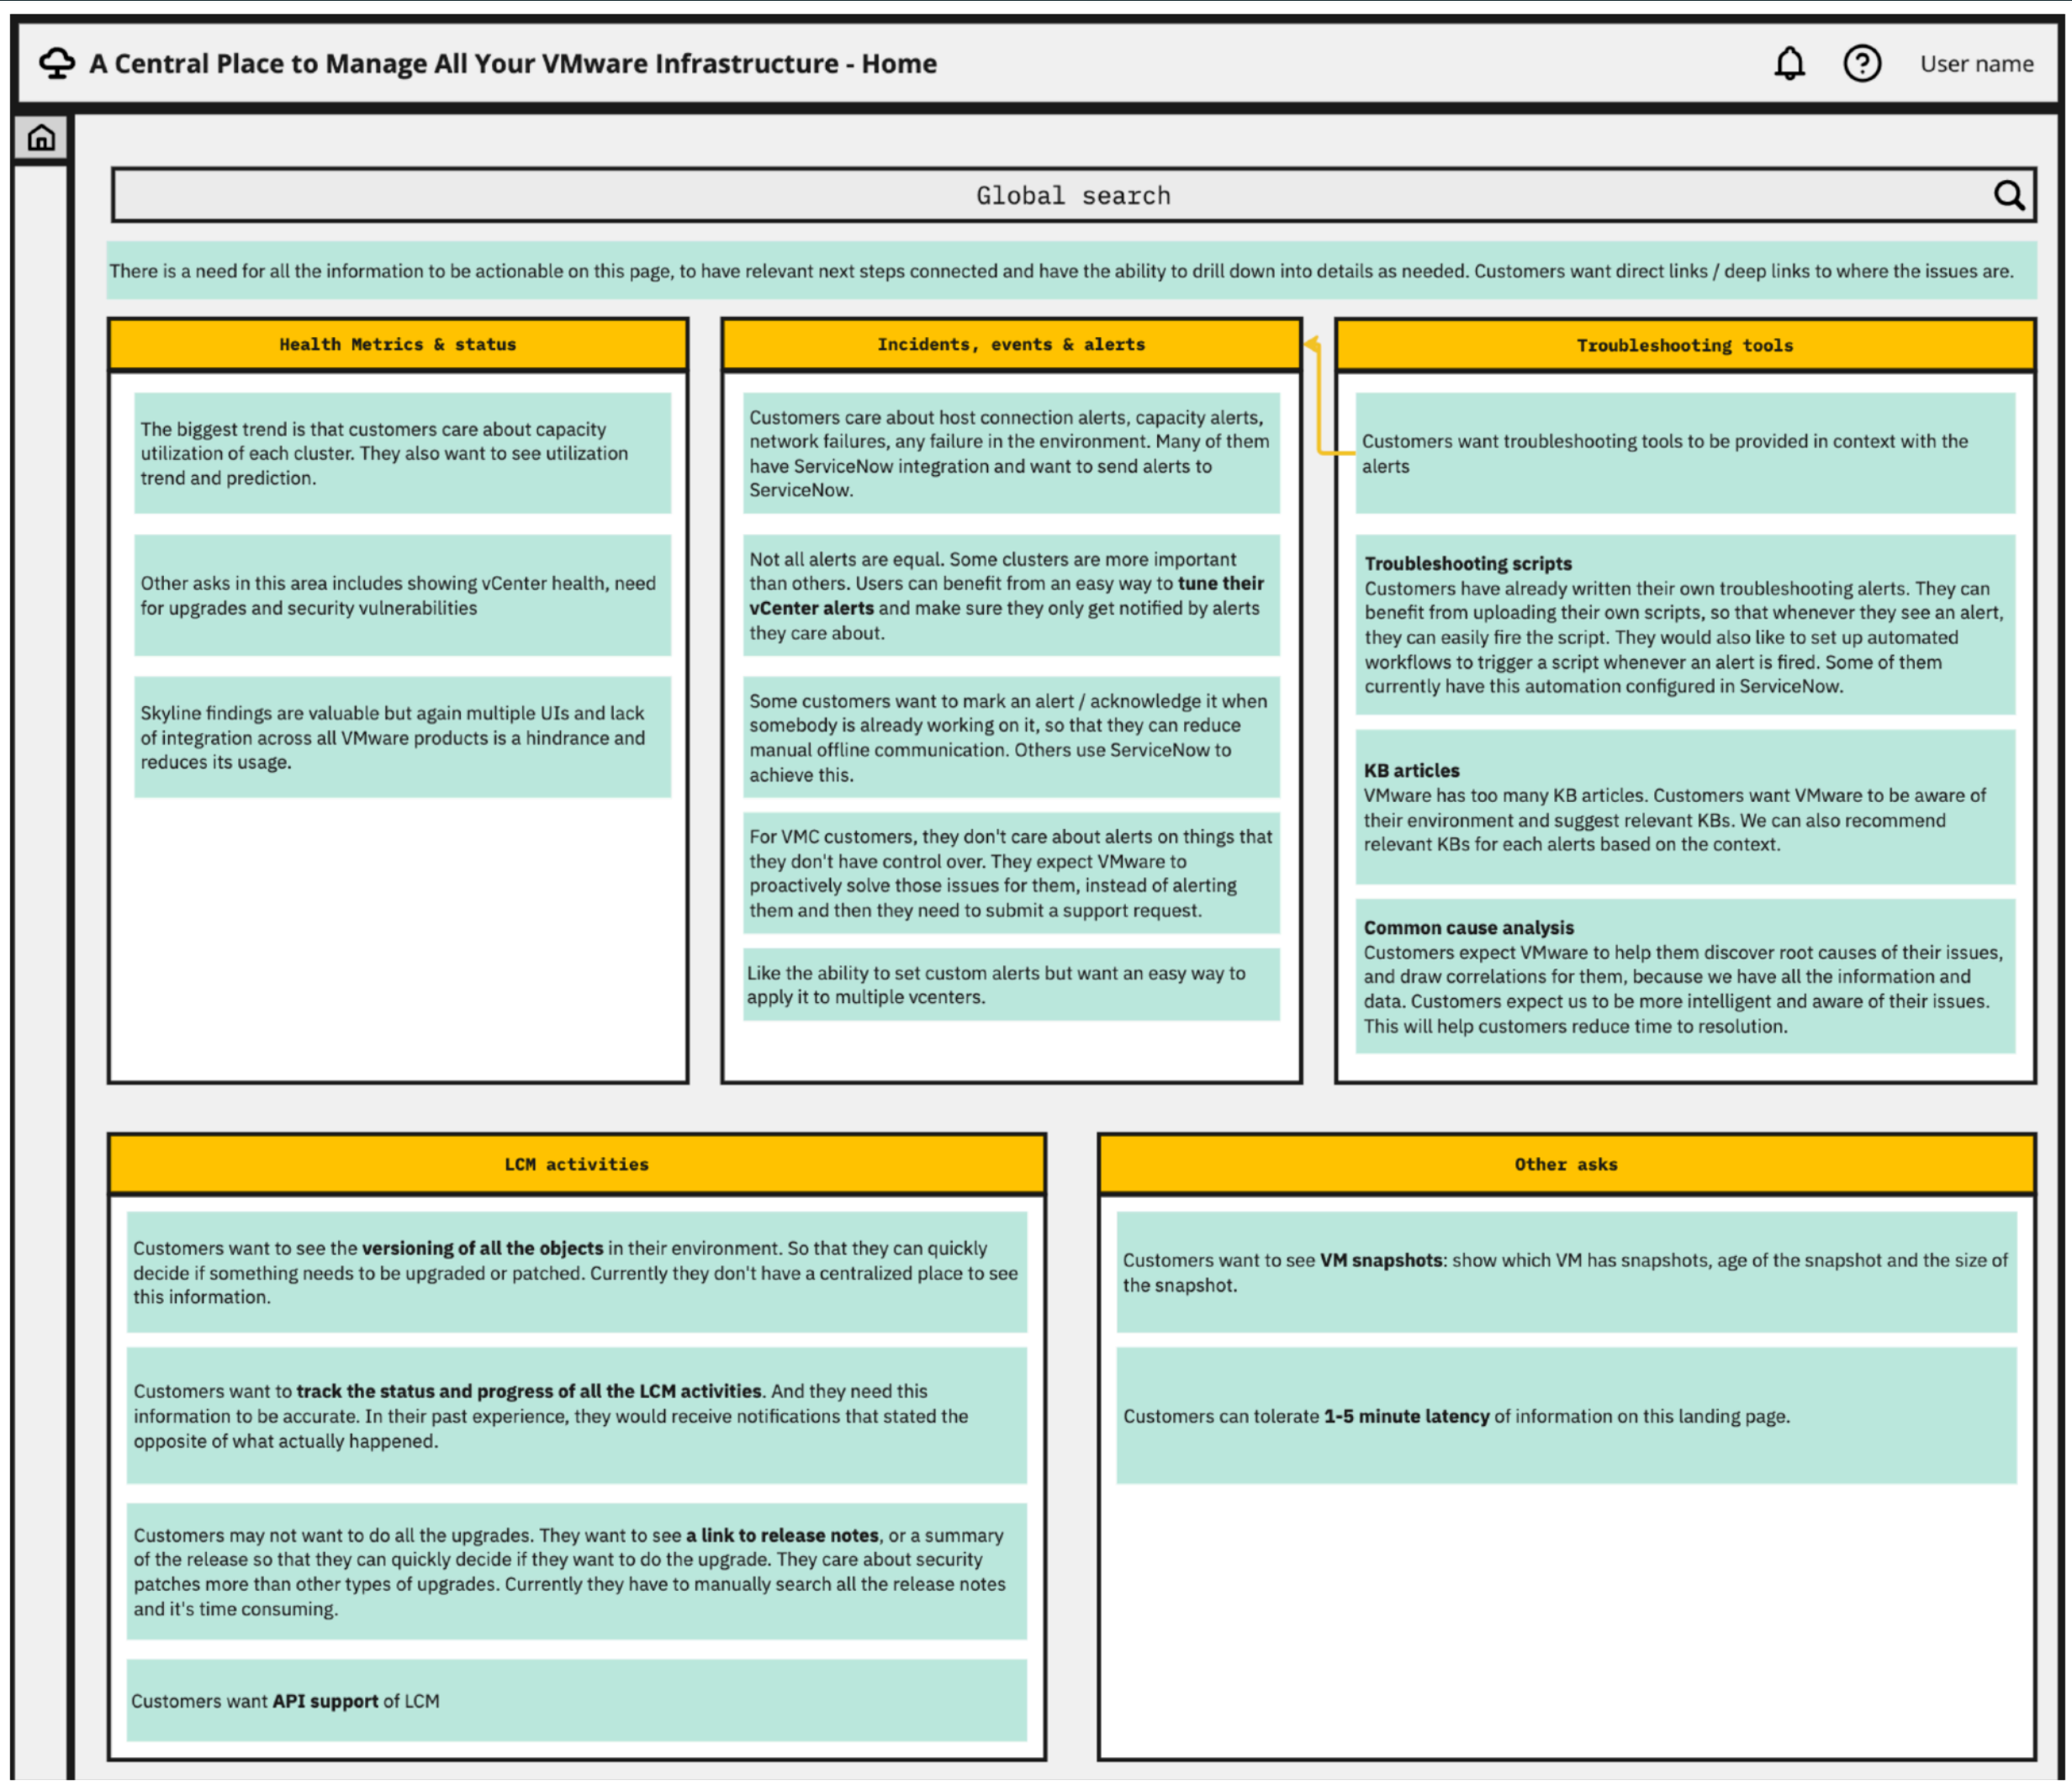 A Central Place to Manage All Your VMware Infrastructure - Home
User name
Global search
There is a need for all the information to be actionable on this page, to have relevant next steps connected and have the ability to drill down into details as needed. Customers want direct links / deep links to where the issues are.
Health Metrics & status
The biggest trend is that customers care about capacity
utilization of each cluster. They also want to see utilization
trend and prediction.
Other asks in this area includes showing vCenter health, need
for upgrades and security vulnerabilities
Skyline findings are valuable but again multiple UIs and lack
of integration across all VMware products is a hindrance and
reduces its usage.
Incidents, events & alerts
Customers care about host connection alerts, capacity alerts,
network failures, any failure in the environment. Many of them
have ServiceNow integration and want to send alerts to
ServiceNow.
Not all alerts are equal. Some clusters are more important
than others. Users can benefit from an easy way to tune their
vCenter alerts and make sure they only get notified by alerts
they care about.
Some customers want to mark an alert / acknowledge it when
somebody is already working on it, so that they can reduce
manual offline communication. Others use ServiceNow to
achieve this.
For VMC customers, they don't care about alerts on things that
they don't have control over. They expect VMware to
proactively solve those issues for them, instead of alerting
them and then they need to submit a support request.
Like the ability to set custom alerts but want an easy way to
apply it to multiple vcenters.
Troubleshooting tools
Customers want troubleshooting tools to be provided in context with the
alerts
Troubleshooting scripts
Customers have already written their own troubleshooting alerts. They can
benefit from uploading their own scripts, so that whenever they see an alert,
they can easily fire the script. They would also like to set up automated
workflows to trigger a script whenever an alert is fired. Some of them
currently have this automation configured in ServiceNow.
KB articles
VMware has too many KB articles. Customers want VMware to be aware of
their environment and suggest relevant KBs. We can also recommend
relevant KBs for each alerts based on the context.
Common cause analysis
Customers expect VMware to help them discover root causes of their issues,
and draw correlations for them, because we have all the information and
data. Customers expect us to be more intelligent and aware of their issues.
This will help customers reduce time to resolution.
LCM activities
Customers want to see the versioning of all the objects in their environment. So that they can quickly
decide if something needs to be upgraded or patched. Currently they don't have a centralized place to see
this information.
Customers want to track the status and progress of all the LCM activities. And they need this
information to be accurate. In their past experience, they would receive notifications that stated the
opposite of what actually happened.
Customers may not want to do all the upgrades. They want to see a link to release notes, or a summary
of the release so that they can quickly decide if they want to do the upgrade. They care about security
patches more than other types of upgrades. Currently they have to manually search all the release notes
and it's time consuming.
Customers want API support of LCM
Other asks
Customers want to see VM snapshots: show which VM has snapshots, age of the snapshot and the size of
the snapshot.
Customers can tolerate 1-5 minute latency of information on this landing page.